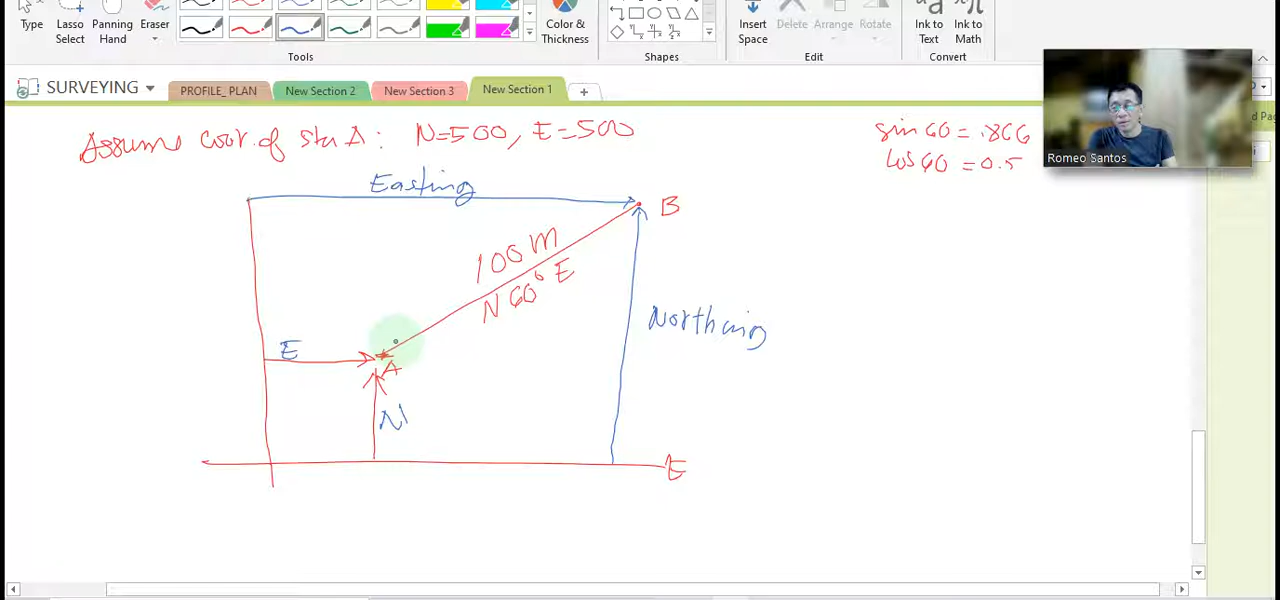 Type
Lasso Select
Panning Hand
Eraser
Color & Thickness
Insert Space
Delete
Arrange
Rotate
Ink to Text
Ink to Math
Tools
Shapes
Edit
Convert
SURVEYING
PROFILE_ PLAN
New Section 2
New Section 3
New Section 1
Romeo Santos
Assume coor. of sta A: N=500, E=500
sin 60 = .866
cos 60 = 0.5
Easting
B
100 m
N 60° E
Northing
E
A
N
E